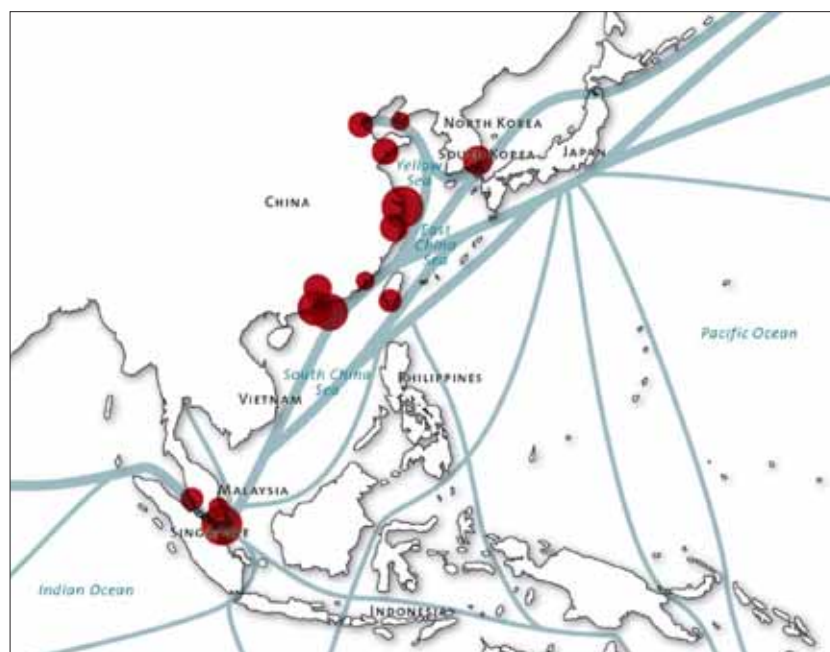 NORTH KOREA
SOUTH KOREA
JAPAN
Yellow
Sea
CHINA
East
China
Sea
Pacific Ocean
South China
Sea
PHILIPPINES
VIETNAM
MALAYSIA
SINGAPORE
Indian Ocean
INDONESIA